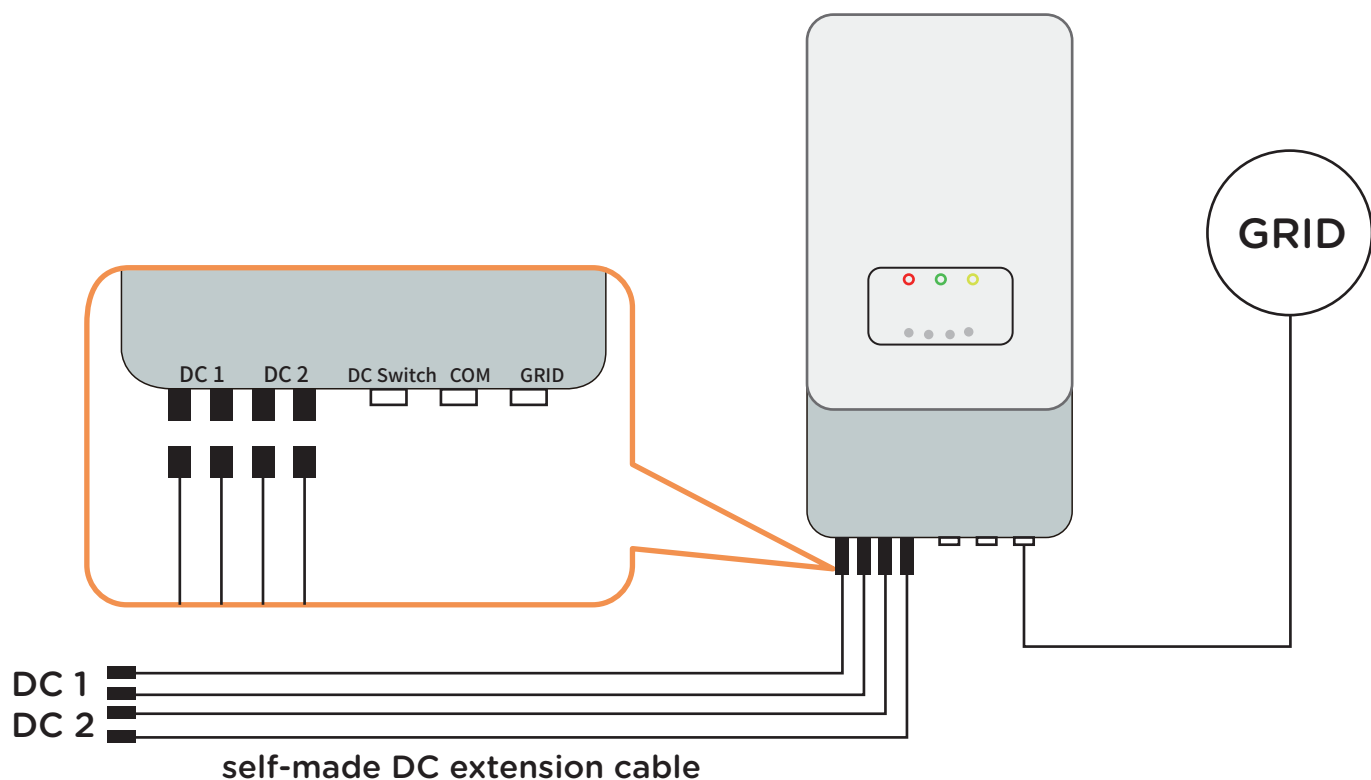 GRID
DC 1 DC 2 DC Switch COM GRID
DC 1
DC 2
self-made DC extension cable